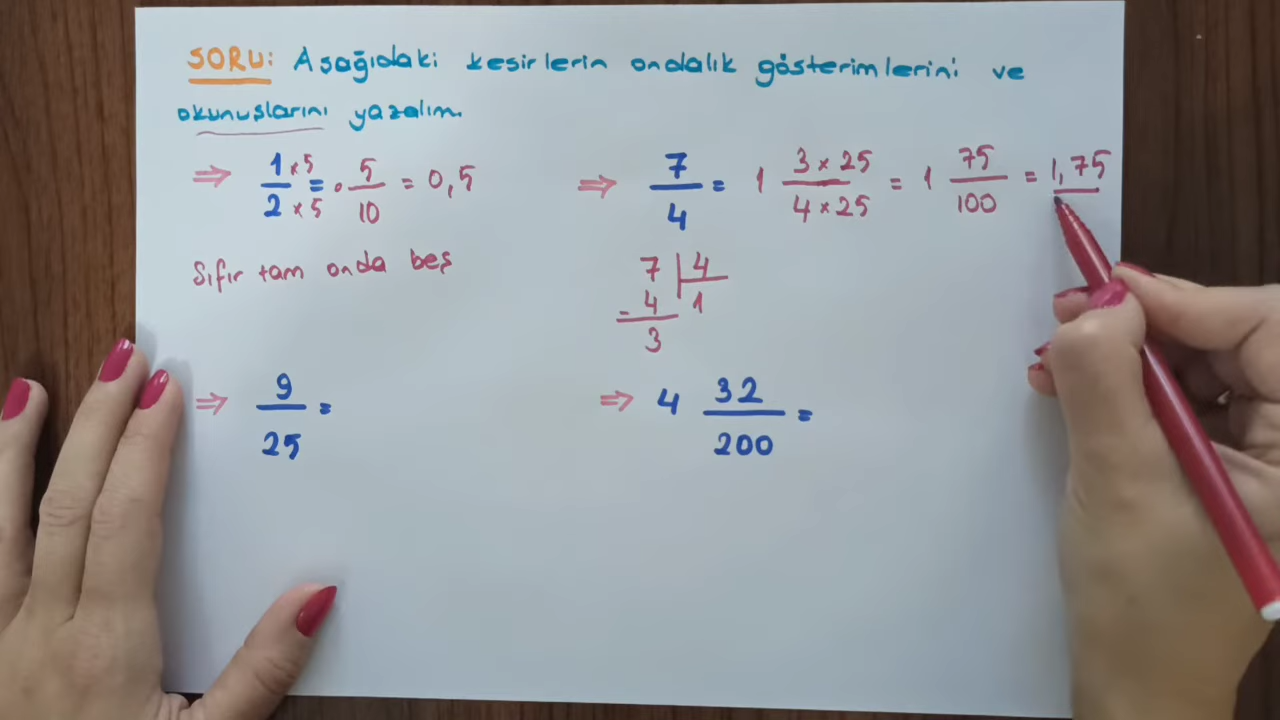 SORU: Aşağıdaki kesirlerin ondalık gösterimlerini ve
okunuşlarını yazalım.
⇒ 1 x5 / 2 x5 = 5/10 = 0,5
Sıfır tam onda beş
⇒ 7/4 = 1 3 x 25 / 4 x 25 = 1 75/100 = 1,75
7 | 4
- 4 1
3
⇒ 9/25 =
⇒ 4 32/200 =